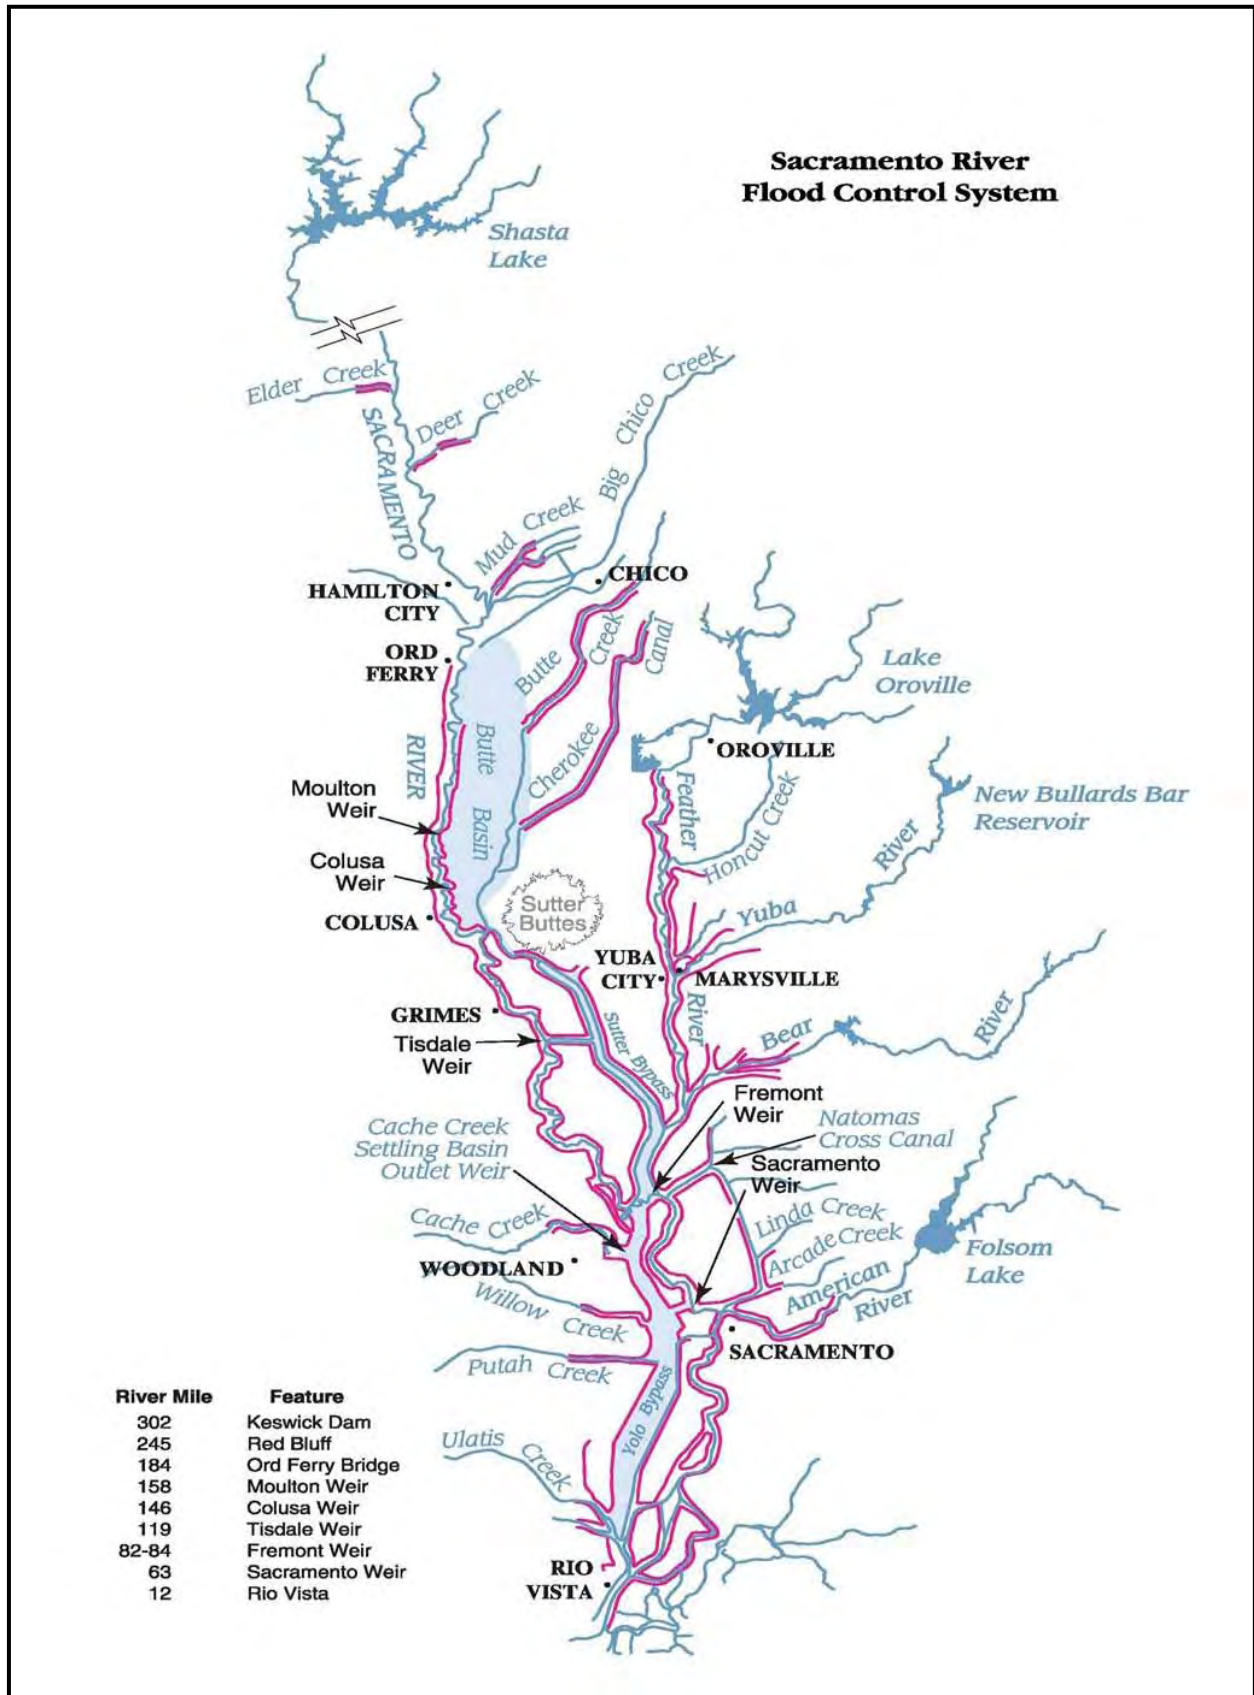 Sacramento River
Flood Control System
Shasta
Lake
Elder Creek
Deer Creek
SACRAMENTO
Big Chico Creek
Mud Creek
CHICO
HAMILTON
CITY
ORD
FERRY
Butte
Creek
Canal
Cherokee
Lake
Oroville
OROVILLE
RIVER
Butte
Basin
Moulton
Weir
Feather
Honcut Creek
New Bullards Bar
Reservoir
River
Colusa
Weir
Sutter
Buttes
COLUSA
Yuba
YUBA
CITY
MARYSVILLE
River
GRIMES
Tisdale
Weir
Sutter Bypass
Bear
River
Fremont
Weir
Natomas
Cross Canal
Cache Creek
Settling Basin
Outlet Weir
Sacramento
Weir
Cache Creek
Linda Creek
Arcade Creek
Folsom
Lake
WOODLAND
American
River
Willow
Creek
SACRAMENTO
Putah Creek
Yolo Bypass
Ulatis
Creek
RIO
VISTA
River Mile Feature
302 Keswick Dam
245 Red Bluff
184 Ord Ferry Bridge
158 Moulton Weir
146 Colusa Weir
119 Tisdale Weir
82-84 Fremont Weir
63 Sacramento Weir
12 Rio Vista